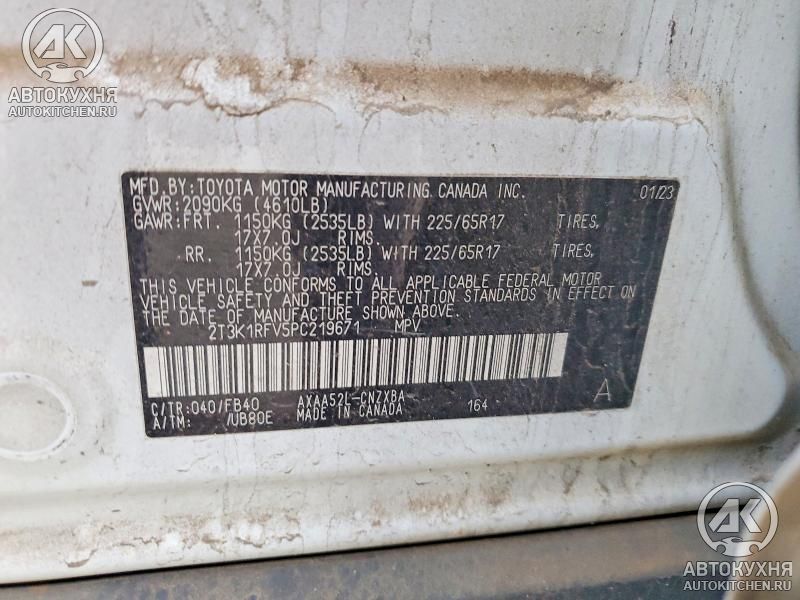 АВТОКУХНЯ
AUTOKITCHEN.RU
MFD. BY: TOYOTA MOTOR MANUFACTURING CANADA INC. 01/23
GVWR: 2090KG (4610LB)
GAWR: FRT. 1150KG (2535LB) WITH 225/65R17 TIRES,
17X7.0J RIMS.
RR. 1150KG (2535LB) WITH 225/65R17 TIRES,
17X7.0J RIMS.
THIS VEHICLE CONFORMS TO ALL APPLICABLE FEDERAL MOTOR
VEHICLE SAFETY AND THEFT PREVENTION STANDARDS IN EFFECT ON
THE DATE OF MANUFACTURE SHOWN ABOVE.
2T3K1RFV5PC219671 MPV
C/TR: 040/FB40 AXAA52L-CNZXBA 164 A
A/TM: /UB80E MADE IN CANADA
АВТОКУХНЯ
AUTOKITCHEN.RU